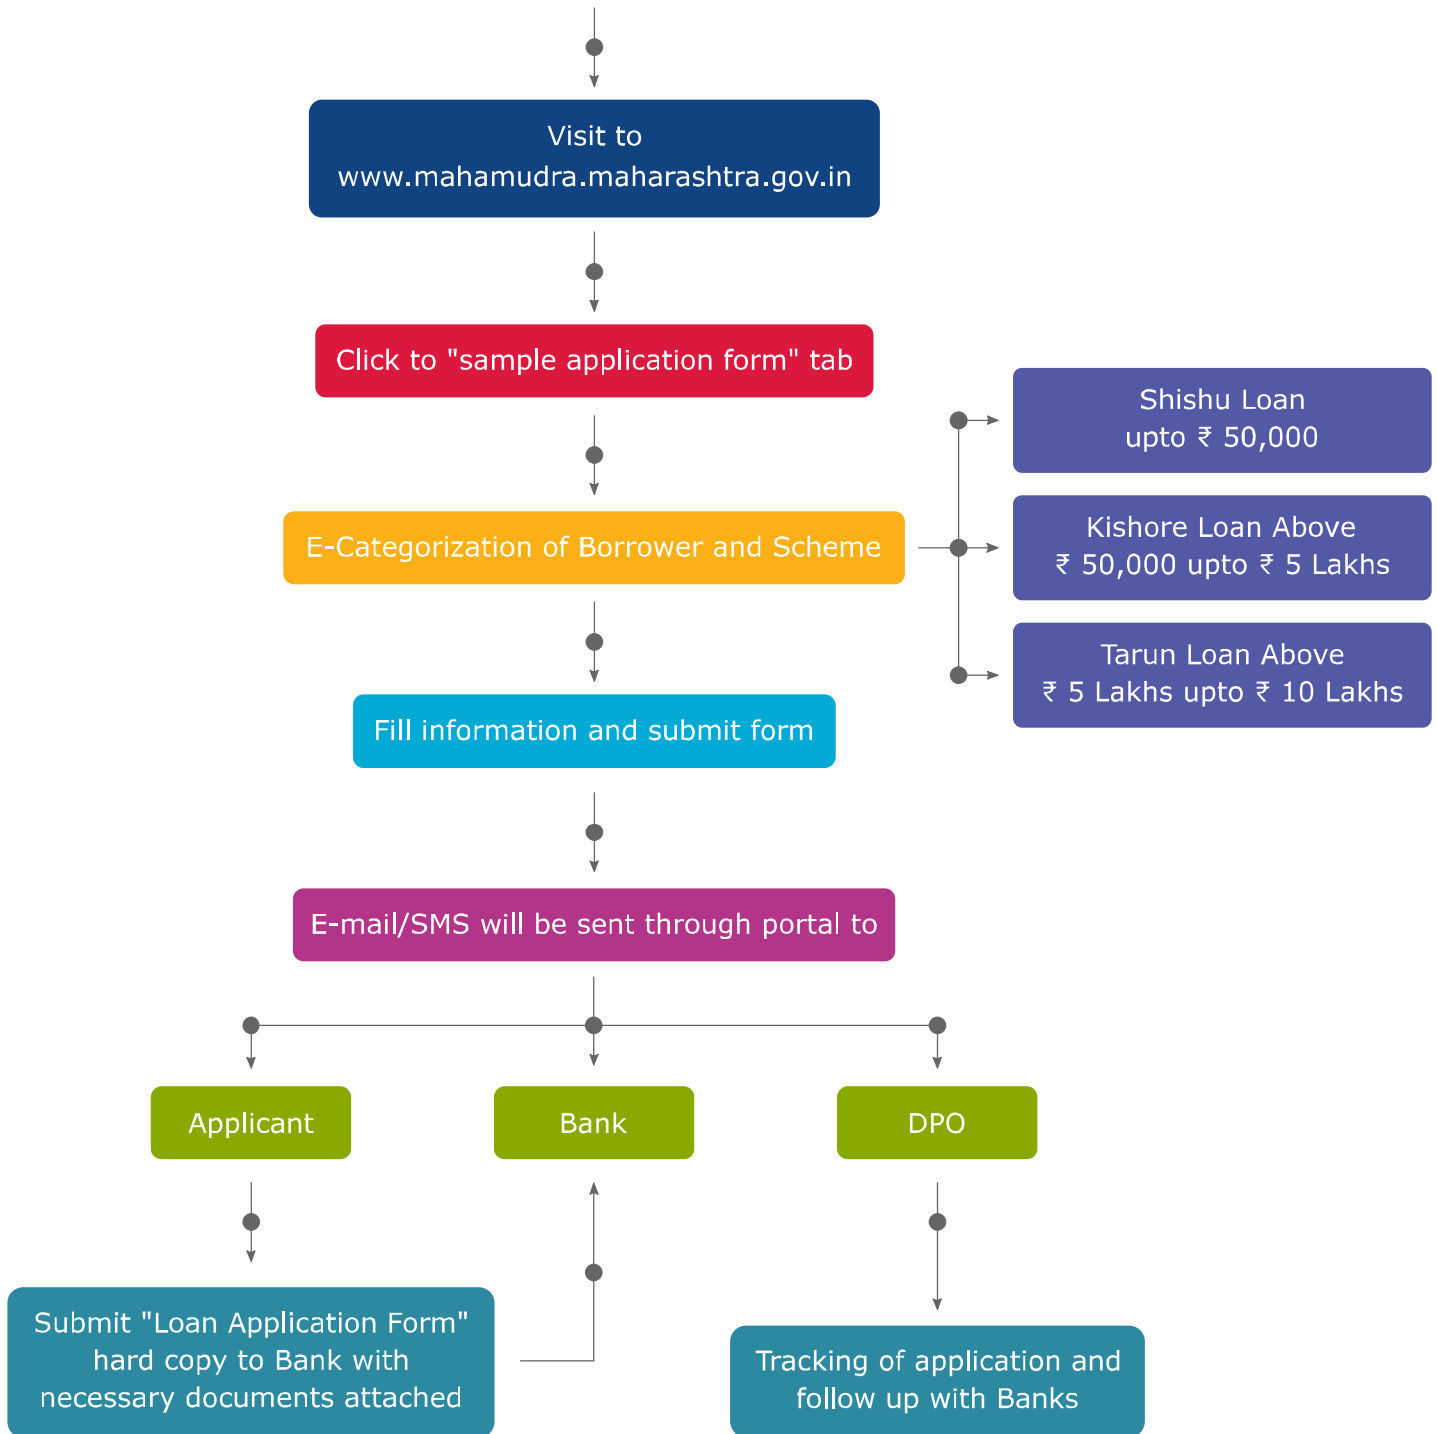 Visit to
www.mahamudra.maharashtra.gov.in
Click to "sample application form" tab
Shishu Loan
upto ₹ 50,000
E-Categorization of Borrower and Scheme
Kishore Loan Above
₹ 50,000 upto ₹ 5 Lakhs
Tarun Loan Above
₹ 5 Lakhs upto ₹ 10 Lakhs
Fill information and submit form
E-mail/SMS will be sent through portal to
Applicant
Bank
DPO
Submit "Loan Application Form"
hard copy to Bank with
necessary documents attached
Tracking of application and
follow up with Banks